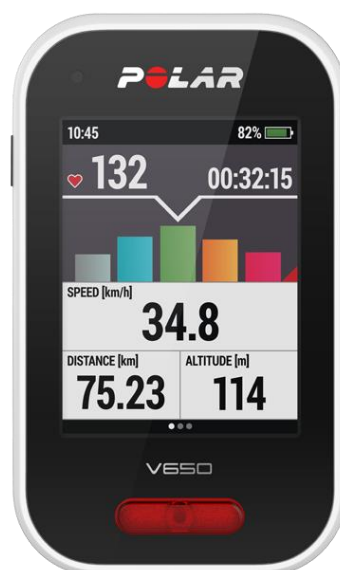 POLAR
10:45 82%
132 00:32:15
SPEED [km/h]
34.8
DISTANCE [km] ALTITUDE [m]
75.23 114
V650